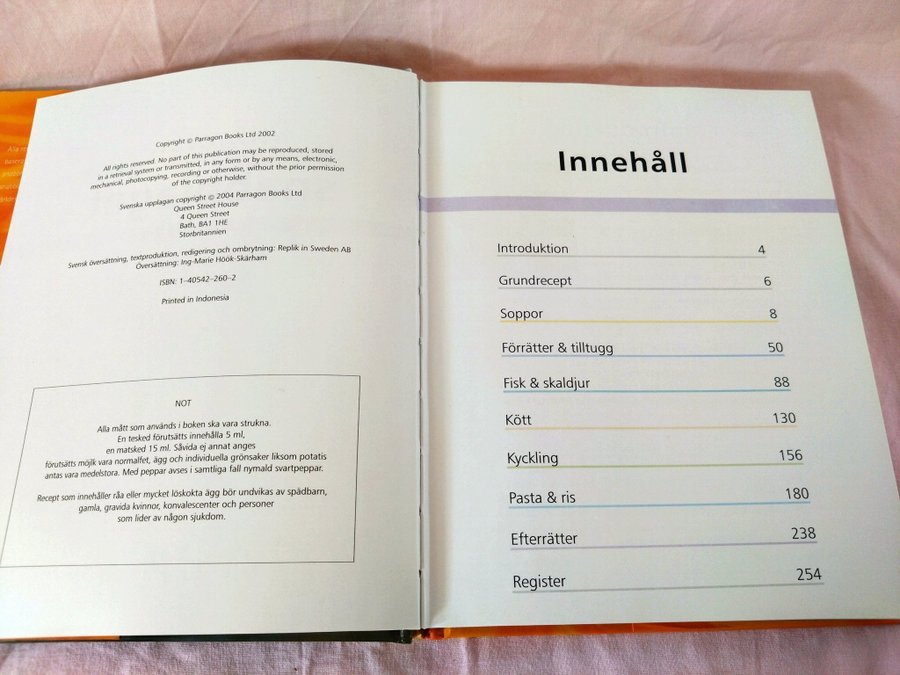 Alla m
Copyright © Parragon Books Ltd 2002
All rights reserved. No part of this publication may be reproduced, stored
in a retrieval system or transmitted, in any form or by any means, electronic,
mechanical, photocopying, recording or otherwise, without the prior permission
of the copyright holder.
Svenska upplagan copyright © 2004 Parragon Books Ltd
Queen Street House
4 Queen Street
Bath, BA1 1HE
Storbritannien
Svensk översättning, textproduktion, redigering och ombrytning: Replik in Sweden AB
Översättning: Ing-Marie Höök-Skärham
ISBN: 1-40542-260-2
Printed in Indonesia
NOT
Alla mått som används i boken ska vara strukna.
En tesked förutsätts innehålla 5 ml,
en matsked 15 ml. Såvida ej annat anges
förutsätts mjölk vara normalfet, ägg och individuella grönsaker liksom potatis
antas vara medelstora. Med peppar avses i samtliga fall nymald svartpeppar.
Recept som innehåller råa eller mycket löskokta ägg bör undvikas av spädbarn,
gamla, gravida kvinnor, konvalescenter och personer
som lider av någon sjukdom.
Innehåll
Introduktion 4
Grundrecept 6
Soppor 8
Förrätter & tilltugg 50
Fisk & skaldjur 88
Kött 130
Kyckling 156
Pasta & ris 180
Efterrätter 238
Register 254